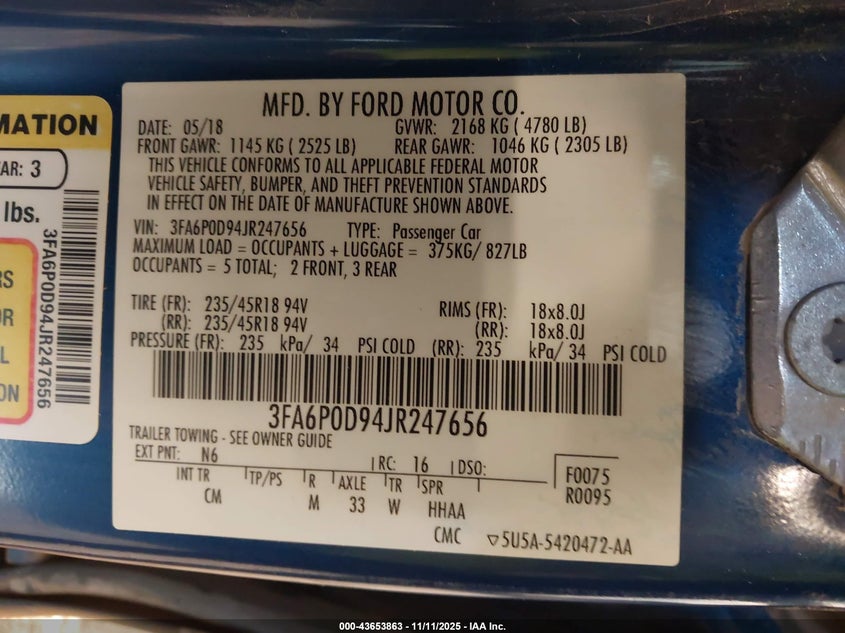 MATION
AR: 3
lbs.
RS
OR
L
ON
3FA6P0D94JR247656
MFD. BY FORD MOTOR CO.
DATE: 05/18 GVWR: 2168 KG ( 4780 LB)
FRONT GAWR: 1145 KG ( 2525 LB) REAR GAWR: 1046 KG ( 2305 LB)
THIS VEHICLE CONFORMS TO ALL APPLICABLE FEDERAL MOTOR
VEHICLE SAFETY, BUMPER, AND THEFT PREVENTION STANDARDS
IN EFFECT ON THE DATE OF MANUFACTURE SHOWN ABOVE.
VIN: 3FA6P0D94JR247656 TYPE: Passenger Car
MAXIMUM LOAD = OCCUPANTS + LUGGAGE = 375KG/ 827LB
OCCUPANTS = 5 TOTAL; 2 FRONT, 3 REAR
TIRE (FR): 235/45R18 94V RIMS (FR): 18x8.0J
(RR): 235/45R18 94V (RR): 18x8.0J
PRESSURE (FR): 235 kPa/ 34 PSI COLD (RR): 235 kPa/ 34 PSI COLD
3FA6P0D94JR247656
TRAILER TOWING - SEE OWNER GUIDE
EXT PNT: N6 RC: 16 DSO:
INT TR TP/PS R AXLE TR SPR
CM M 33 W HHAA
F0075
R0095
CMC ▽5U5A-5420472-AA
000-43653863 - 11/11/2025 - IAA Inc.